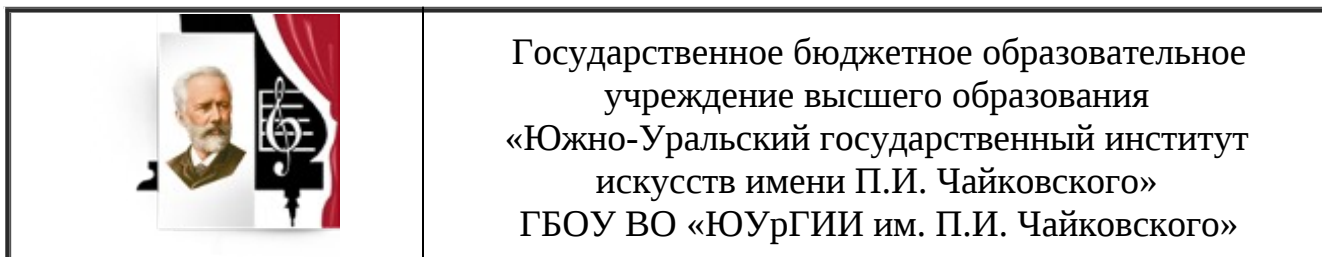 Государственное бюджетное образовательное
учреждение высшего образования
«Южно-Уральский государственный институт
искусств имени П.И. Чайковского»
ГБОУ ВО «ЮУрГИИ им. П.И. Чайковского»